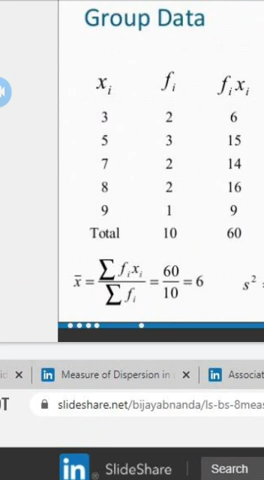 Group Data
xᵢ fᵢ fᵢxᵢ
3 2 6
5 3 15
7 2 14
8 2 16
9 1 9
Total 10 60
x̄ = ∑fᵢxᵢ / ∑fᵢ = 60/10 = 6 s² =
Measure of Dispersion in Associat
slideshare.net/bijayabnanda/ls-bs-8meas
in SlideShare Search